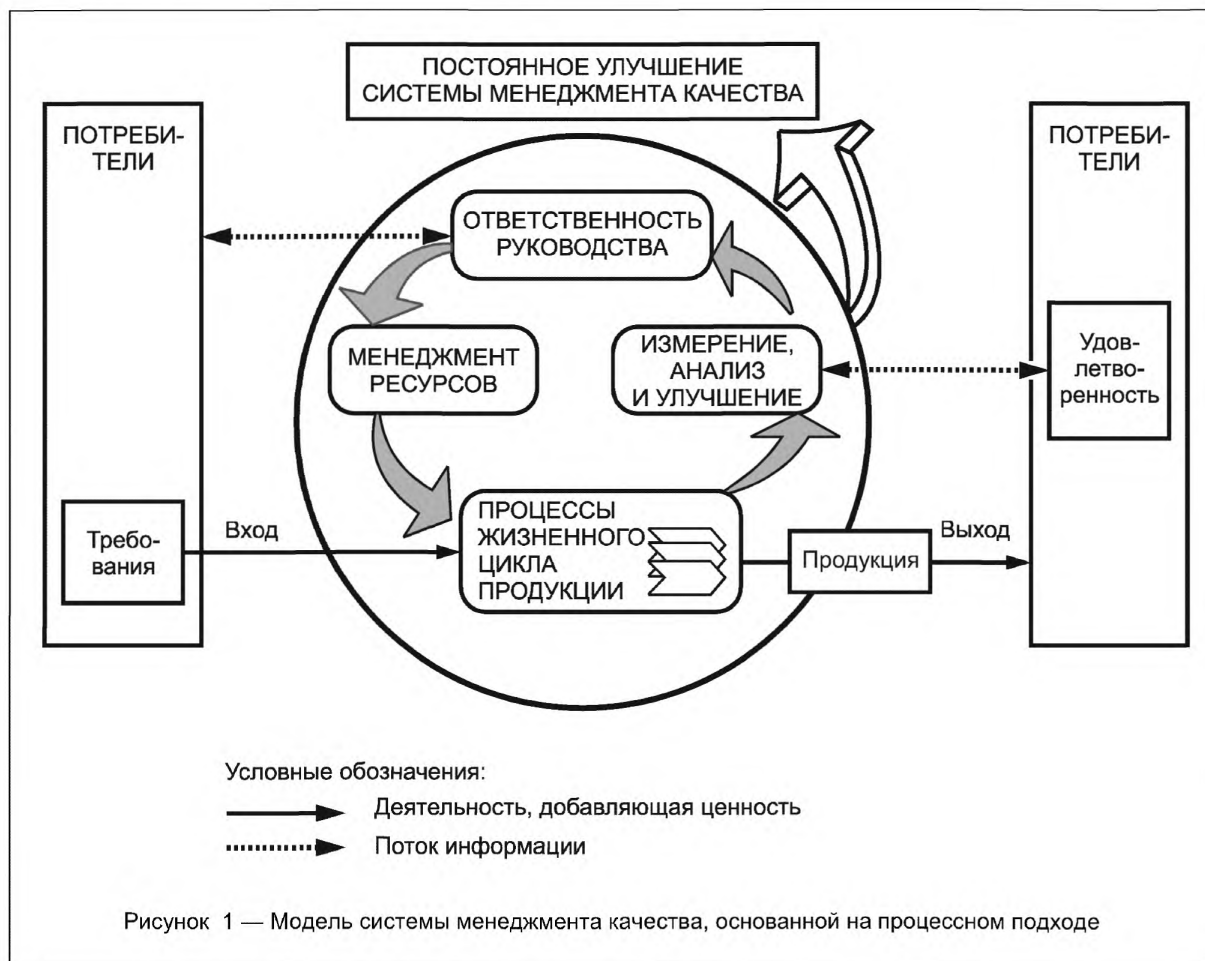 ПОСТОЯННОЕ УЛУЧШЕНИЕ
СИСТЕМЫ МЕНЕДЖМЕНТА КАЧЕСТВА
ПОТРЕБИ-
ТЕЛИ
ПОТРЕБИ-
ТЕЛИ
ОТВЕТСТВЕННОСТЬ
РУКОВОДСТВА
МЕНЕДЖМЕНТ
РЕСУРСОВ
ИЗМЕРЕНИЕ,
АНАЛИЗ
И УЛУЧШЕНИЕ
Удов-
летво-
ренность
Требо-
вания
Вход
ПРОЦЕССЫ
ЖИЗНЕННОГО
ЦИКЛА
ПРОДУКЦИИ
Продукция
Выход
Условные обозначения:
Деятельность, добавляющая ценность
Поток информации
Рисунок 1 — Модель системы менеджмента качества, основанной на процессном подходе